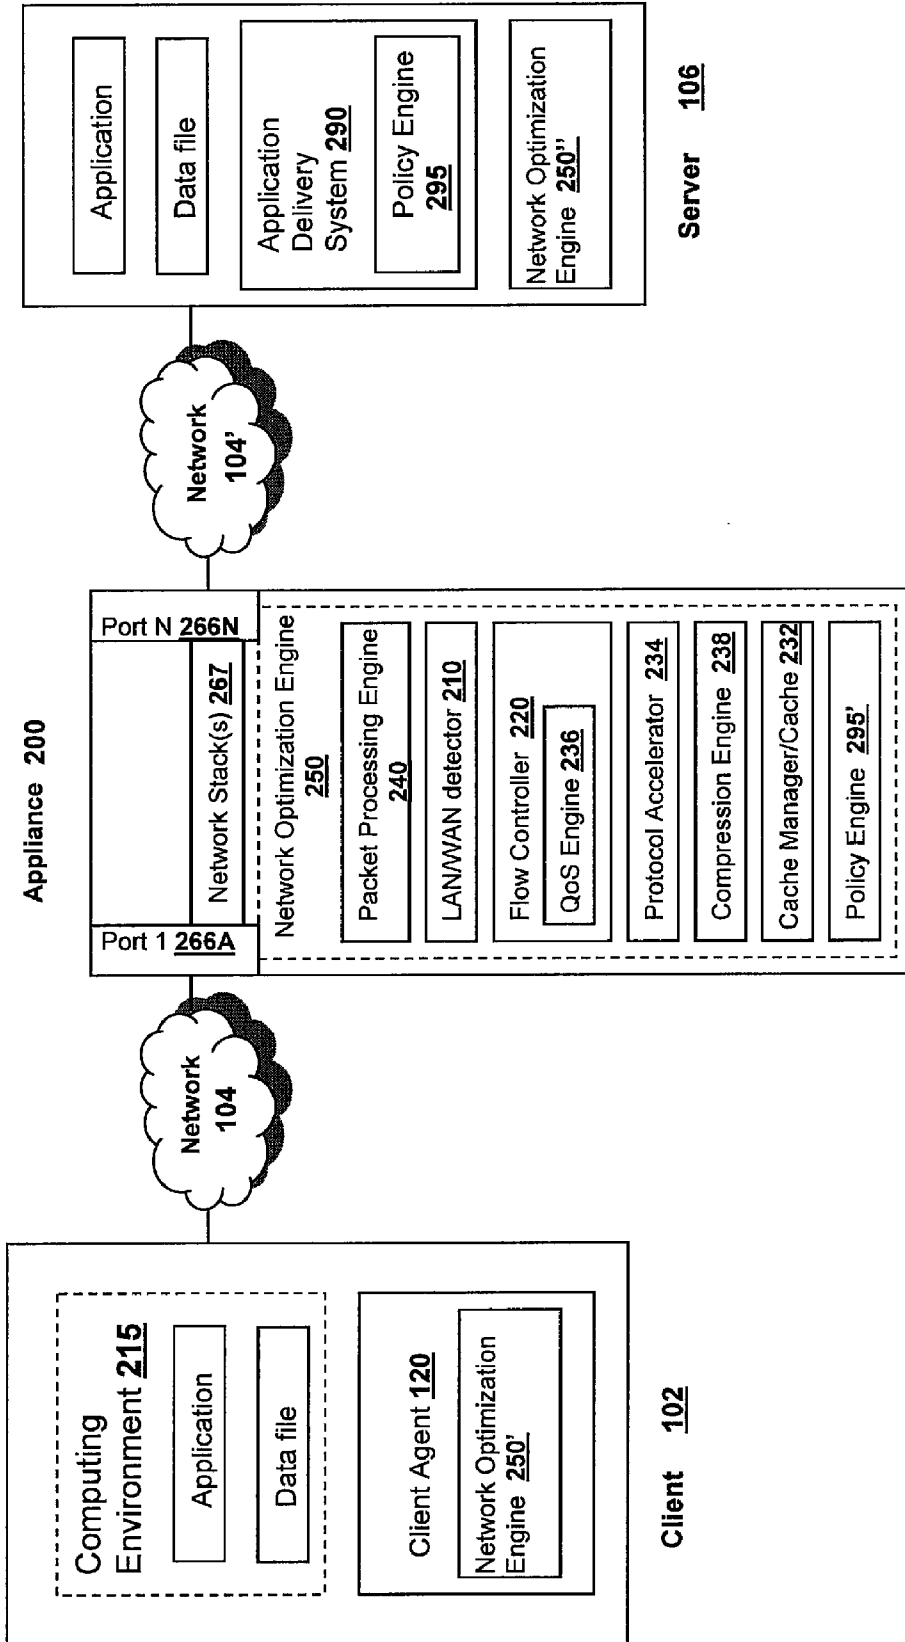 Appliance 200
Computing
Environment 215
Application
Data file
Client Agent 120
Network Optimization
Engine 250'
Client 102
Network
104
Port 1 266A
Network Stack(s) 267
Port N 266N
Network Optimization Engine
250
Packet Processing Engine
240
LAN/WAN detector 210
Flow Controller 220
QoS Engine 236
Protocol Accelerator 234
Compression Engine 238
Cache Manager/Cache 232
Policy Engine 295'
Network
104'
Application
Data file
Application
Delivery
System 290
Policy Engine
295
Network Optimization
Engine 250''
Server 106